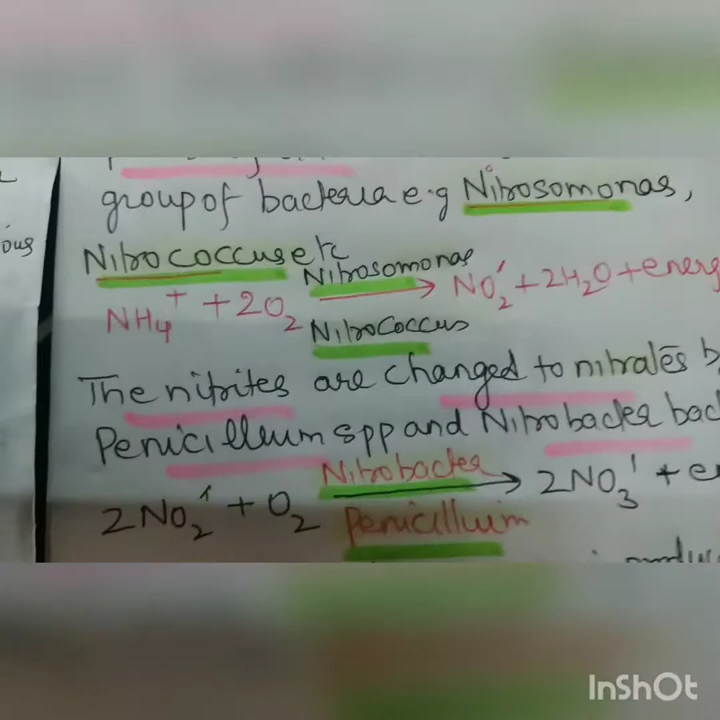 ous
group of bacteria e.g Nitrosomonas,
Nitrococcus etc
NH4+ + 2O2 Nitrosomonas → Nitrococcus NO2' + 2H2O + energ
The nitrites are changed to nitrates b
Penicillium spp and Nitrobacter bac
2NO2' + O2 Nitrobacter → Penicillium 2NO3' + e
InShOt